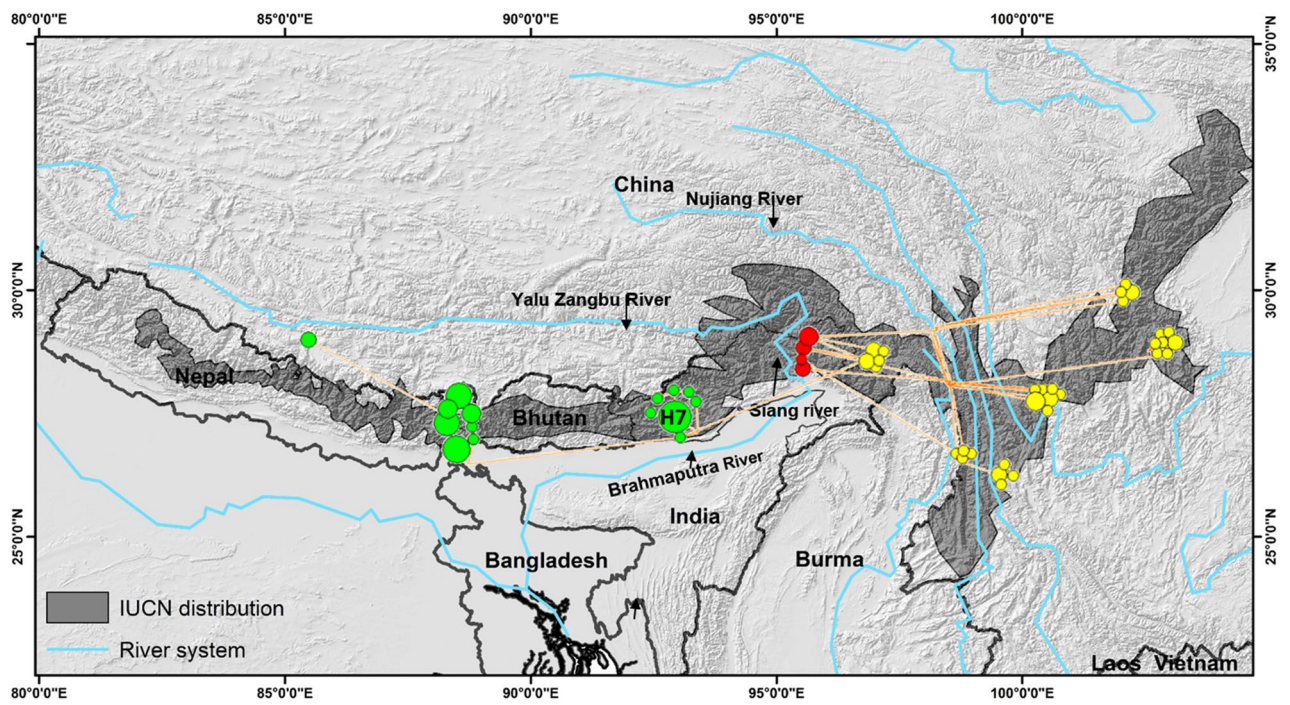 80°0'0"E 85°0'0"E 90°0'0"E 95°0'0"E 100°0'0"E
35°0'0"N
China
Nujiang River
30°0'0"N
30°0'0"N
Yalu Zangbu River
Nepal
Bhutan
H7
Siang river
Brahmaputra River
India
25°0'0"N
25°0'0"N
Bangladesh
Burma
IUCN distribution
River system
Laos Vietnam
80°0'0"E 85°0'0"E 90°0'0"E 95°0'0"E 100°0'0"E